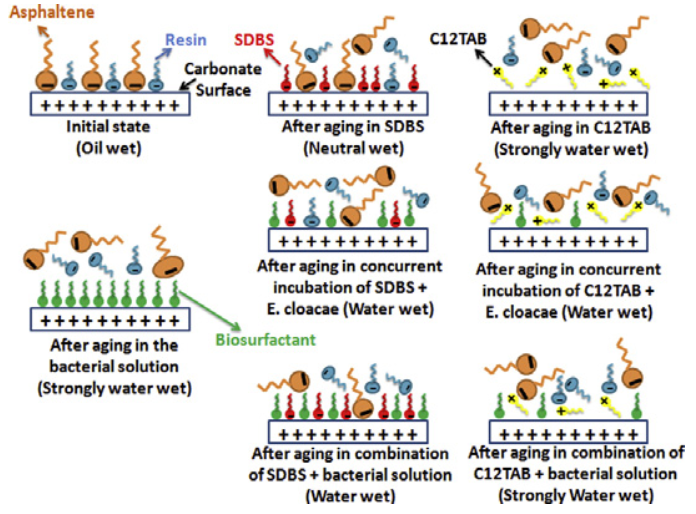 Asphaltene
Resin
Carbonate
Surface
+ + + + + + + + + +
Initial state
(Oil wet)
SDBS
+ + + + + + + + + +
After aging in SDBS
(Neutral wet)
C12TAB
+ + + + + + + + + +
After aging in C12TAB
(Strongly water wet)
+ + + + + + + + + +
After aging in the
bacterial solution
(Strongly water wet)
Biosurfactant
+ + + + + + + + + +
After aging in concurrent
incubation of SDBS +
E. cloacae (Water wet)
+ + + + + + + + + +
After aging in concurrent
incubation of C12TAB +
E. cloacae (Water wet)
+ + + + + + + + + +
After aging in combination
of SDBS + bacterial solution
(Water wet)
+ + + + + + + + + +
After aging in combination of
C12TAB + bacterial solution
(Strongly Water wet)